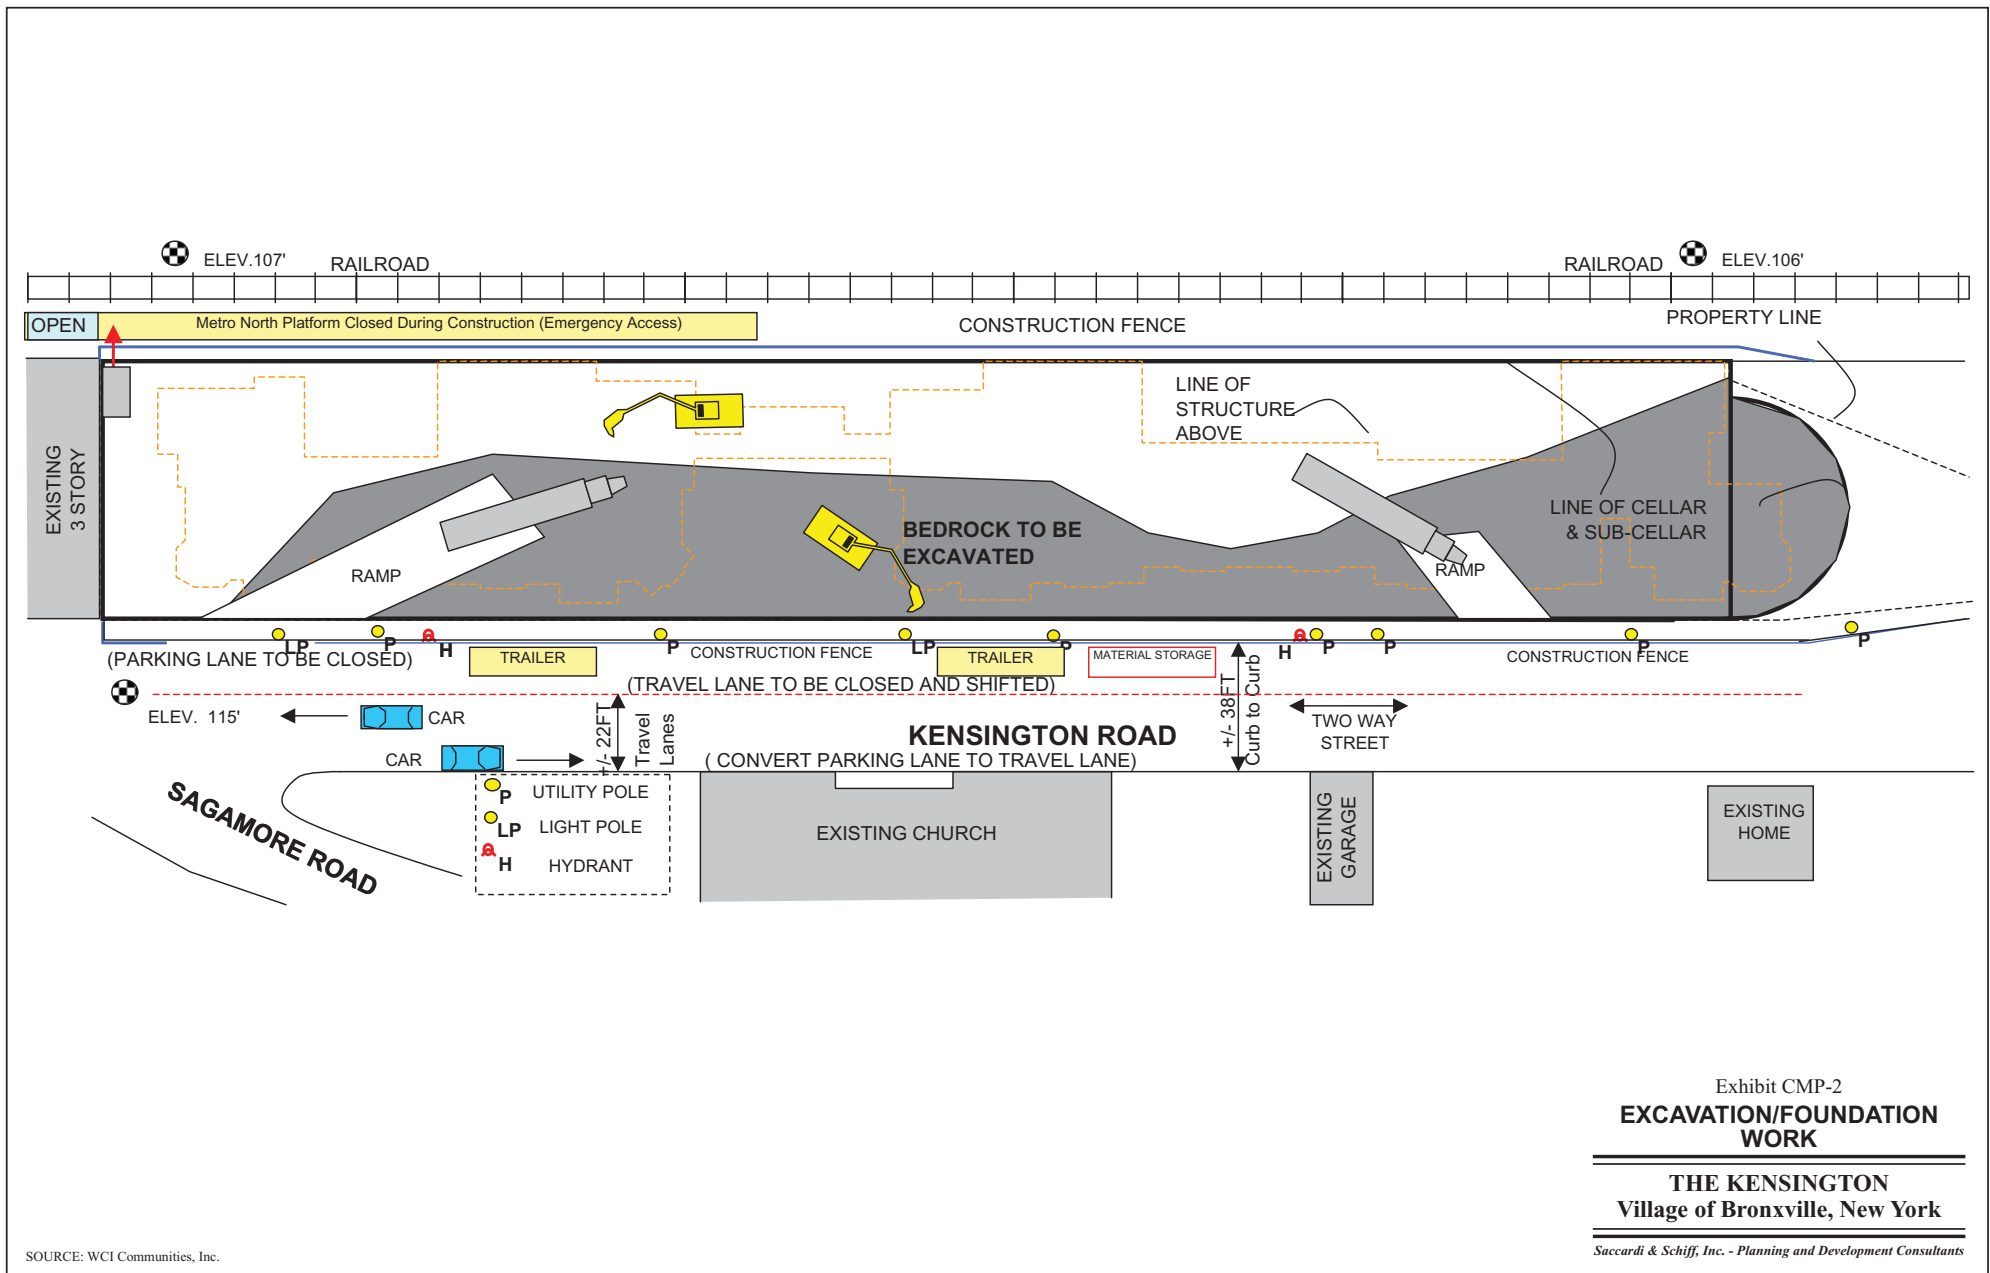 ELEV.107'
RAILROAD
RAILROAD
ELEV.106'
OPEN
Metro North Platform Closed During Construction (Emergency Access)
CONSTRUCTION FENCE
PROPERTY LINE
LINE OF
STRUCTURE
ABOVE
EXISTING
3 STORY
LINE OF CELLAR
& SUB-CELLAR
BEDROCK TO BE
EXCAVATED
RAMP
RAMP
LP
P
H
P
LP
P
H
P
P
P
P
(PARKING LANE TO BE CLOSED)
TRAILER
CONSTRUCTION FENCE
TRAILER
MATERIAL STORAGE
CONSTRUCTION FENCE
(TRAVEL LANE TO BE CLOSED AND SHIFTED)
ELEV. 115'
CAR
CAR
+/- 22FT
Travel
Lanes
KENSINGTON ROAD
( CONVERT PARKING LANE TO TRAVEL LANE)
+/- 38FT
Curb to Curb
TWO WAY
STREET
SAGAMORE ROAD
P UTILITY POLE
LP LIGHT POLE
H HYDRANT
EXISTING CHURCH
EXISTING
GARAGE
EXISTING
HOME
Exhibit CMP-2
EXCAVATION/FOUNDATION
WORK
THE KENSINGTON
Village of Bronxville, New York
Saccardi & Schiff, Inc. - Planning and Development Consultants
SOURCE: WCI Communities, Inc.